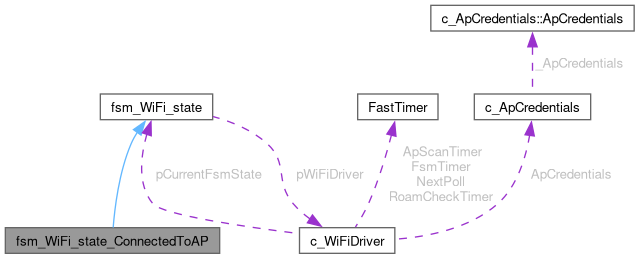 c_ApCredentials::ApCredentials
_ApCredentials
fsm_WiFi_state
FastTimer
c_ApCredentials
pCurrentFsmState
pWiFiDriver
ApScanTimer
FsmTimer
NextPoll
RoamCheckTimer
ApCredentials
fsm_WiFi_state_ConnectedToAP
c_WiFiDriver